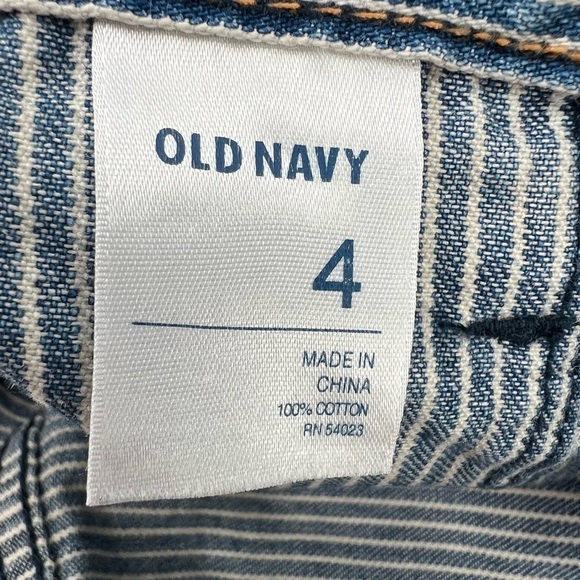 OLD NAVY
4
MADE IN
CHINA
100% COTTON
RN 54023